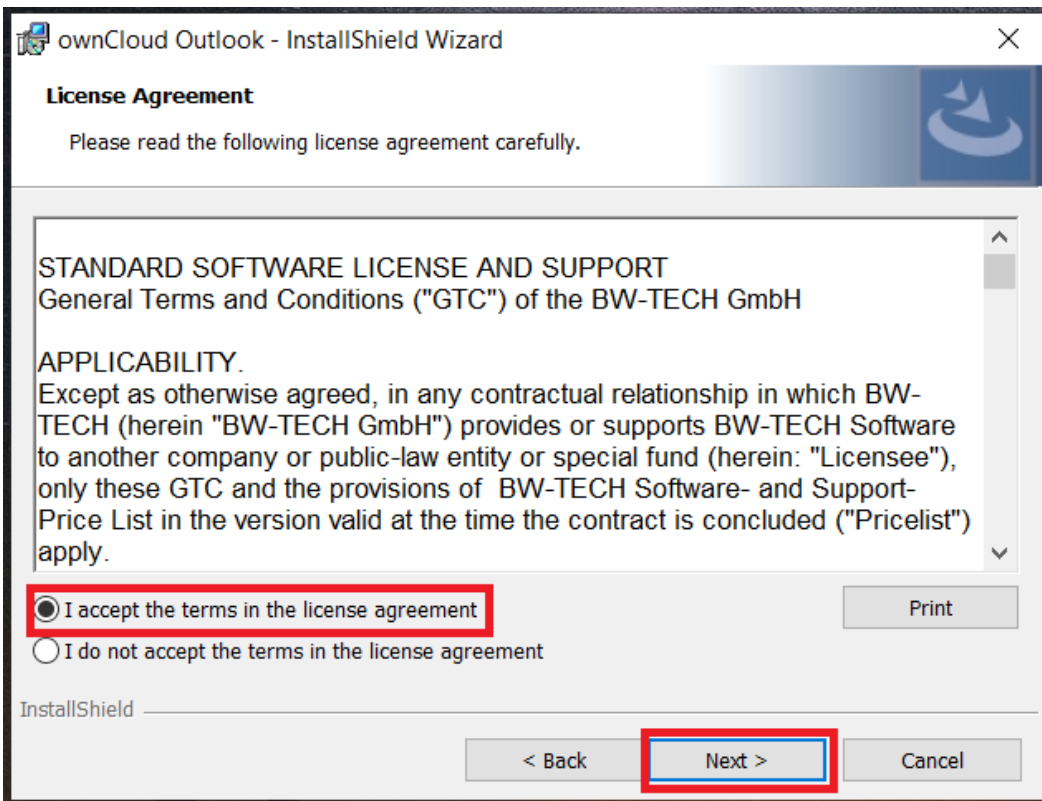 ownCloud Outlook - InstallShield Wizard
License Agreement
Please read the following license agreement carefully.
STANDARD SOFTWARE LICENSE AND SUPPORT
General Terms and Conditions ("GTC") of the BW-TECH GmbH
APPLICABILITY.
Except as otherwise agreed, in any contractual relationship in which BW-
TECH (herein "BW-TECH GmbH") provides or supports BW-TECH Software
to another company or public-law entity or special fund (herein: "Licensee"),
only these GTC and the provisions of  BW-TECH Software- and Support-
Price List in the version valid at the time the contract is concluded ("Pricelist")
apply.
I accept the terms in the license agreement
Print
I do not accept the terms in the license agreement
InstallShield
< Back
Next >
Cancel